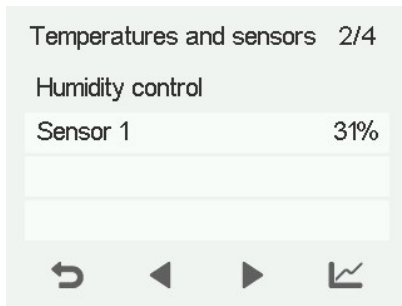 Temperatures and sensors 2/4
Humidity control
Sensor 1 31%